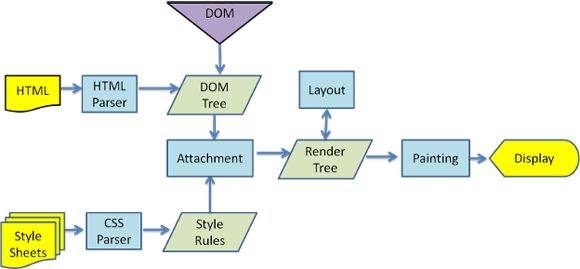 DOM
HTML
HTML
Parser
DOM
Tree
Layout
Attachment
Render
Tree
Painting
Display
Style
Sheets
CSS
Parser
Style
Rules